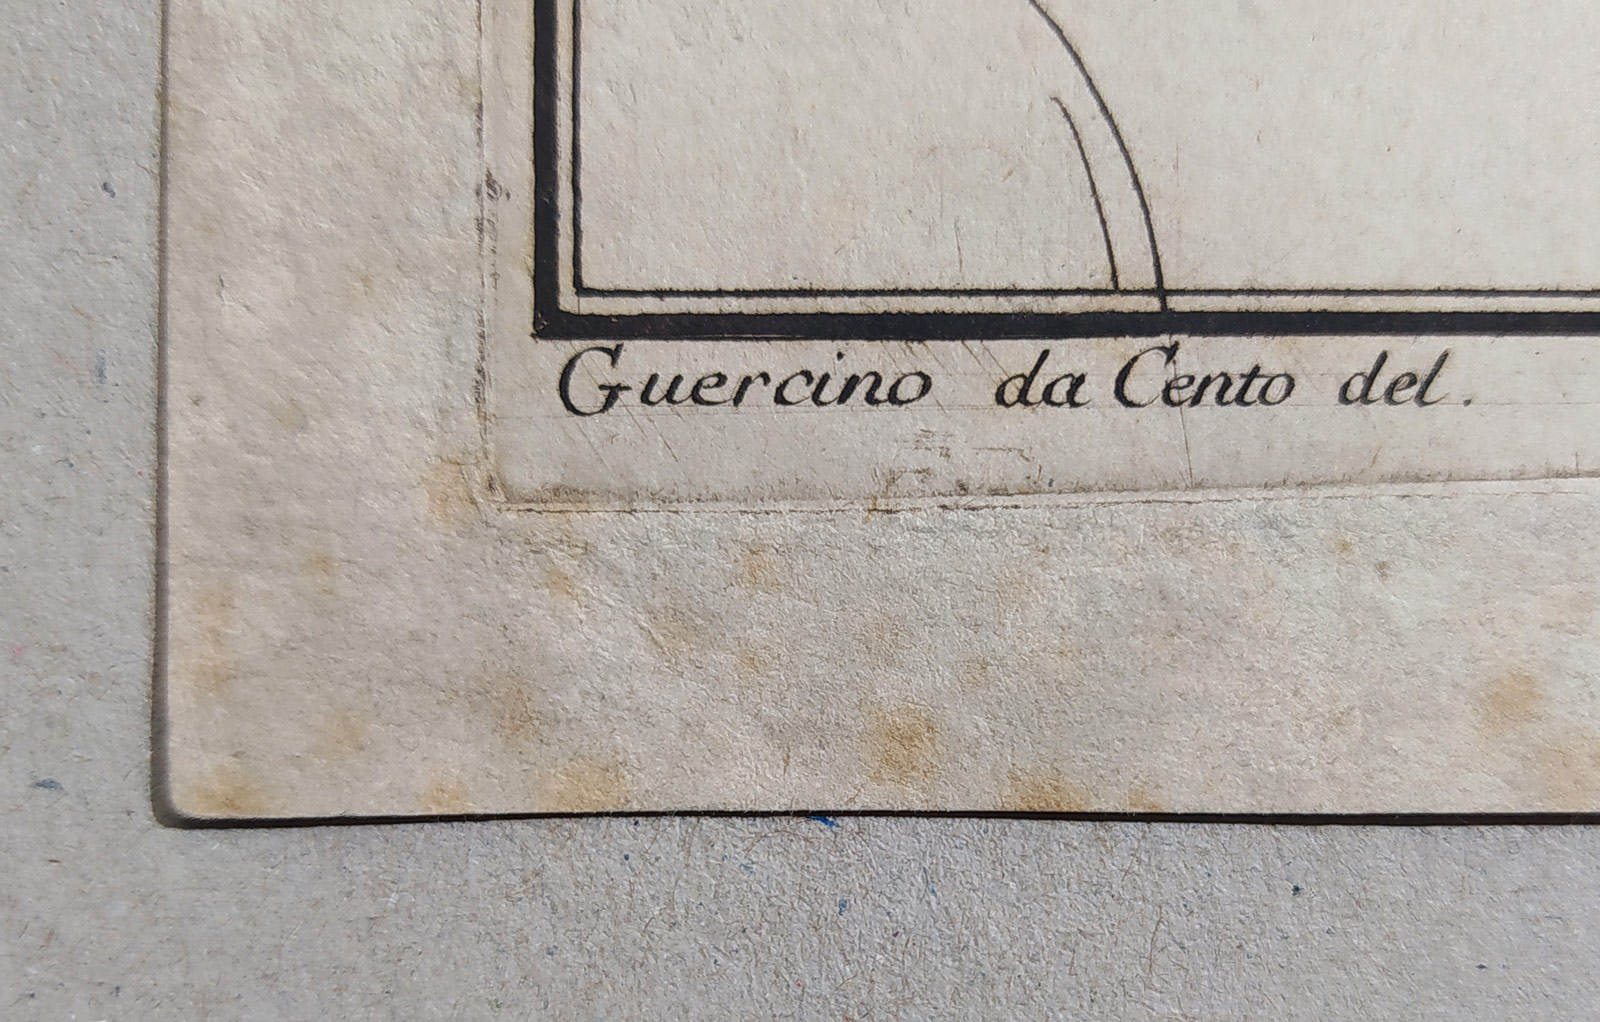 Guercino da Cento del.